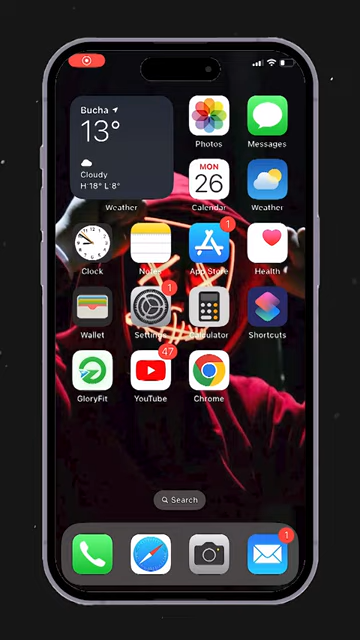 Bucha
13°
Cloudy
H:18° L:8°
Weather
Photos
Messages
MON
26
Calendar
Weather
1
Clock
Notes
App Store
Health
1
Wallet
Settings
Calculator
Shortcuts
47
GloryFit
YouTube
Chrome
Search
1